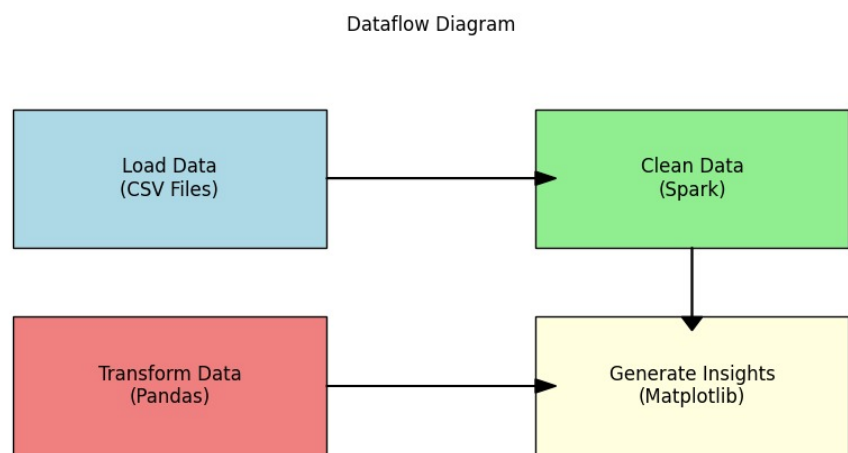 Dataflow Diagram
Load Data
(CSV Files)
Clean Data
(Spark)
Transform Data
(Pandas)
Generate Insights
(Matplotlib)